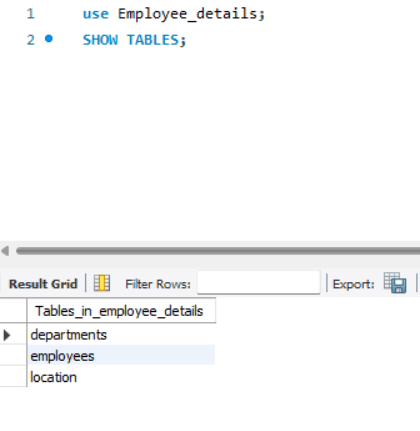 1 use Employee_details;
2 SHOW TABLES;
Result Grid Filter Rows: Export:
Tables_in_employee_details
departments
employees
location